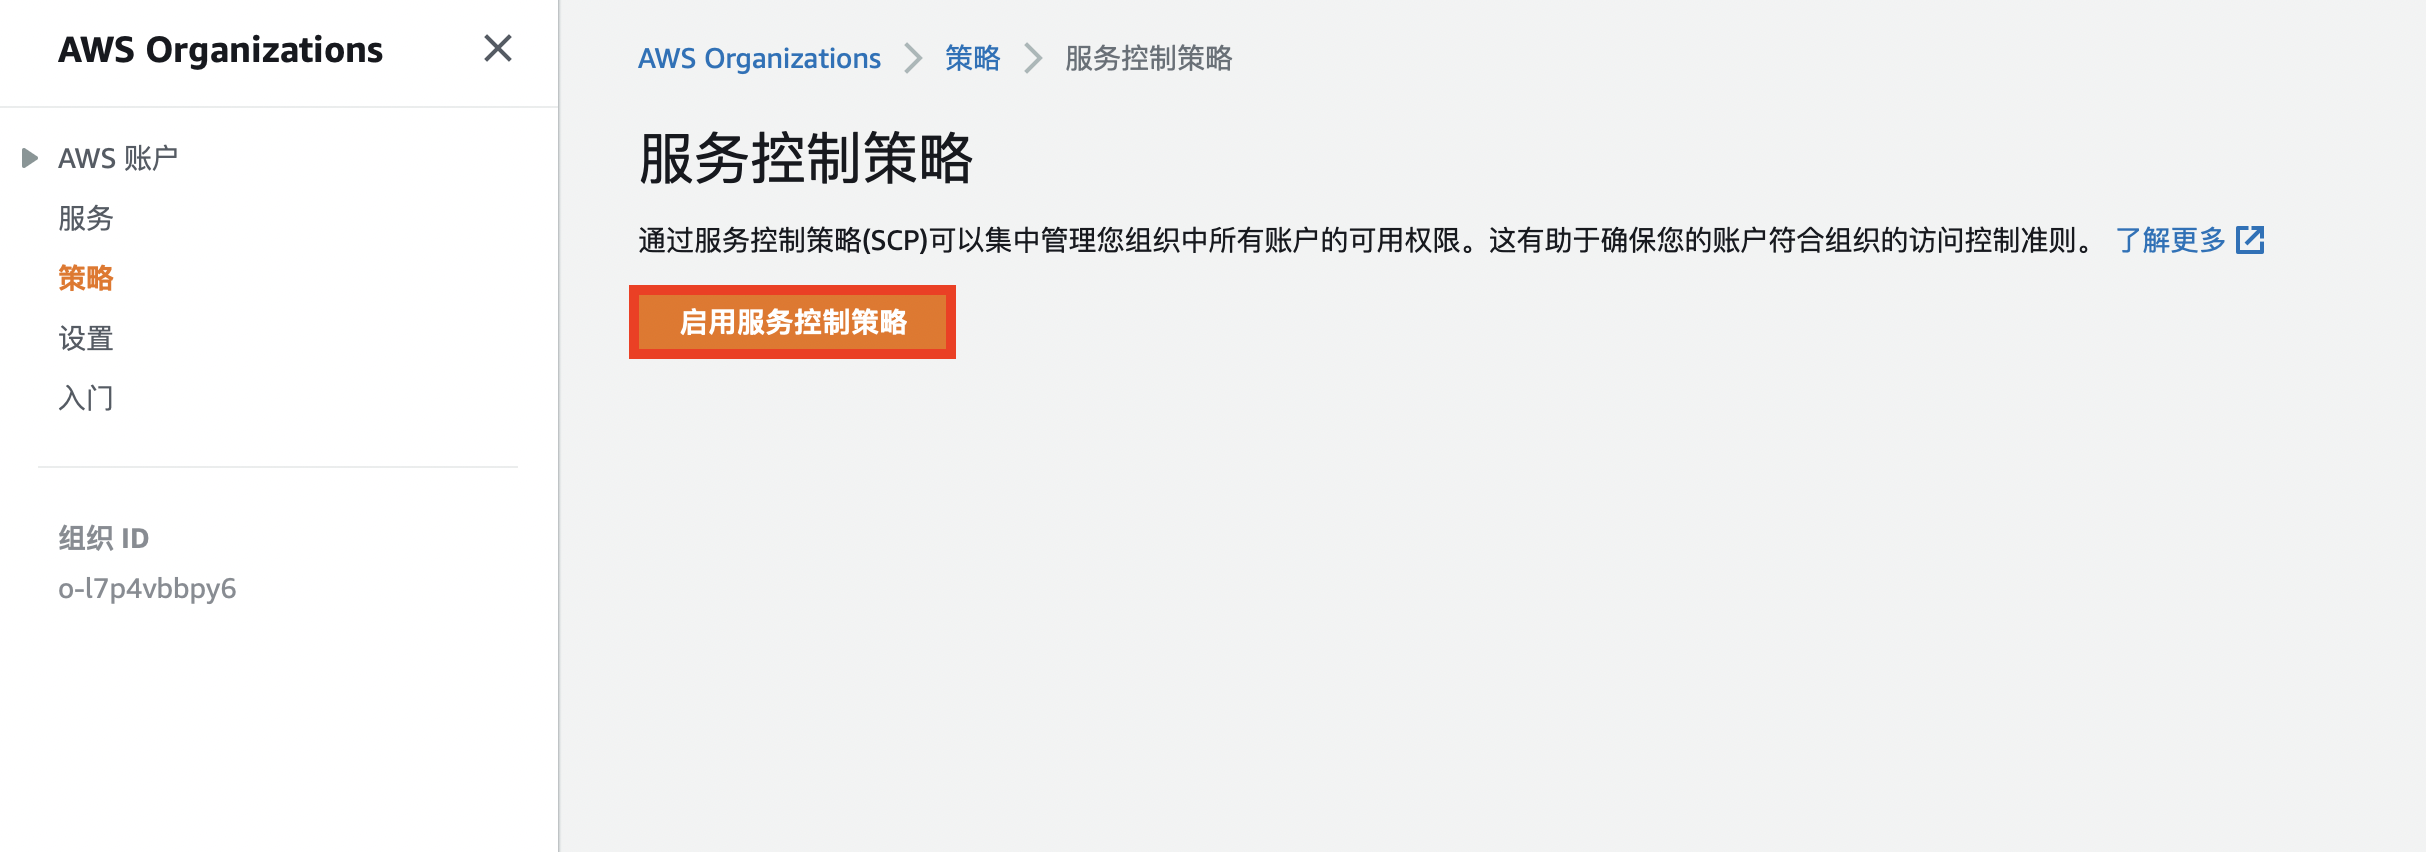 AWS Organizations
AWS 账户
服务
策略
设置
入门
组织 ID
o-l7p4vbbpy6
AWS Organizations 策略 服务控制策略
服务控制策略
通过服务控制策略(SCP)可以集中管理您组织中所有账户的可用权限。这有助于确保您的账户符合组织的访问控制准则。 了解更多
启用服务控制策略